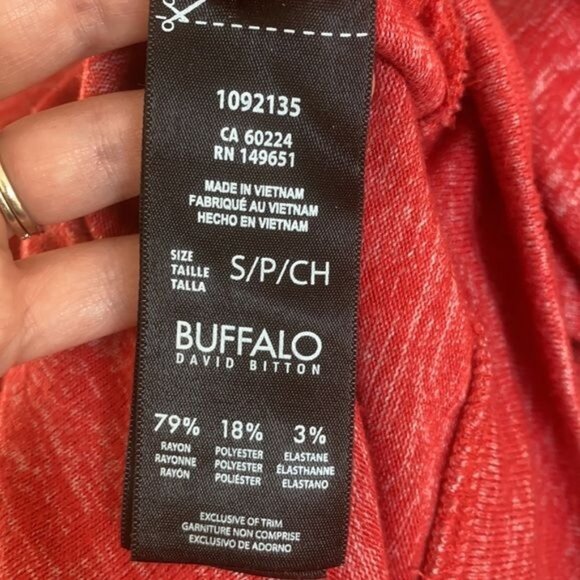 1092135
CA 60224
RN 149651
MADE IN VIETNAM
FABRIQUÉ AU VIETNAM
HECHO EN VIETNAM
SIZE
TAILLE
TALLA
S/P/CH
BUFFALO
DAVID BITTON
79% 18% 3%
RAYON POLYESTER ELASTANE
RAYONNE POLYESTER ÉLASTHANNE
RAYÓN POLIÉSTER ELASTANO
EXCLUSIVE OF TRIM
GARNITURE NON COMPRISE
EXCLUSIVO DE ADORNO